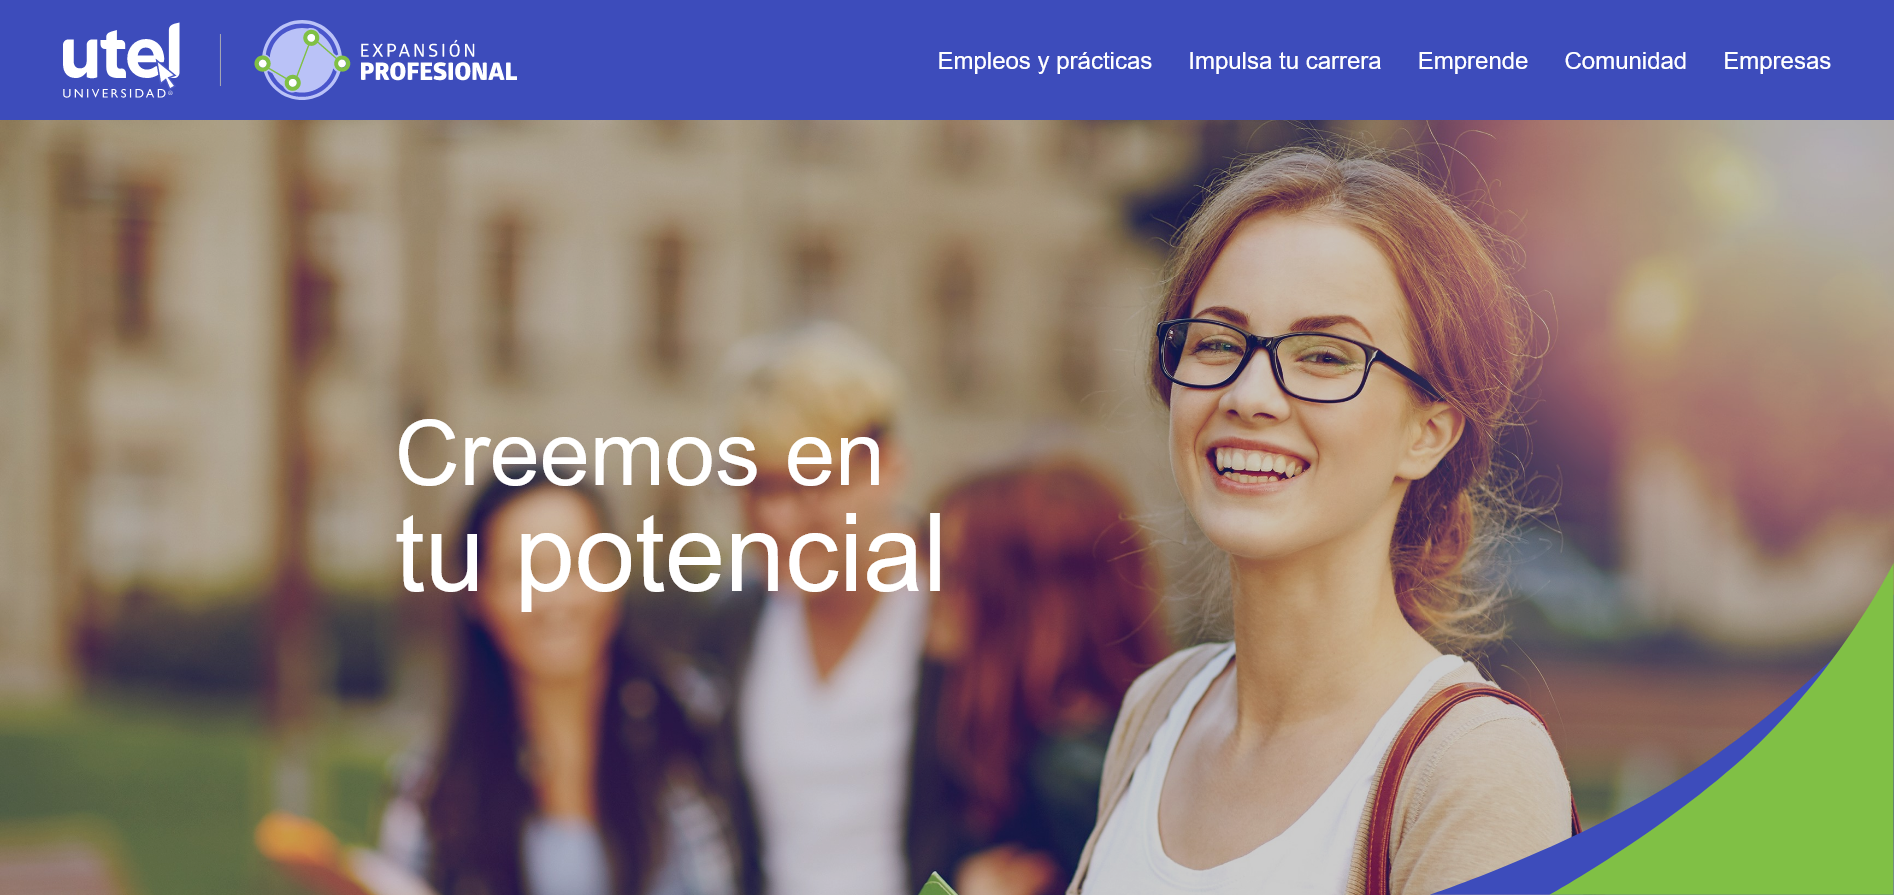 utel
UNIVERSIDAD®
EXPANSIÓN
PROFESIONAL
Empleos y prácticas
Impulsa tu carrera
Emprende
Comunidad
Empresas
Creemos en
tu potencial